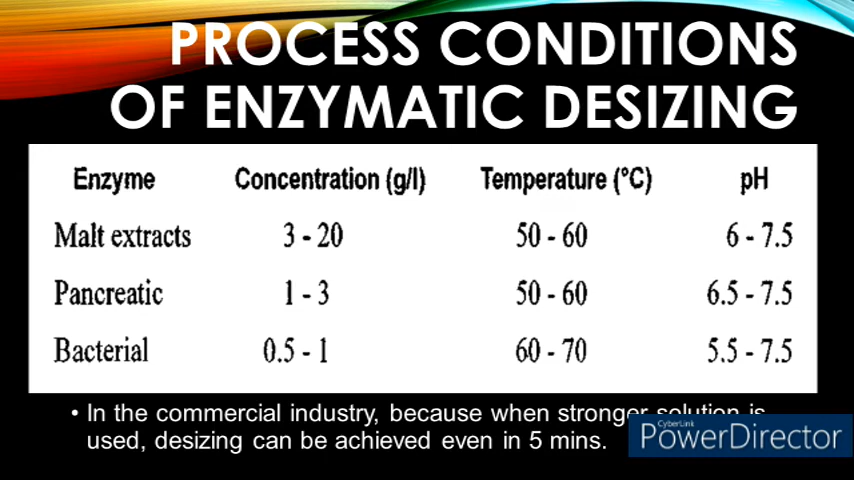 PROCESS CONDITIONS
OF ENZYMATIC DESIZING
Enzyme Concentration (g/l) Temperature (°C) pH
Malt extracts 3 - 20 50 - 60 6 - 7.5
Pancreatic 1 - 3 50 - 60 6.5 - 7.5
Bacterial 0.5 - 1 60 - 70 5.5 - 7.5
• In the commercial industry, because when stronger solution is
used, desizing can be achieved even in 5 mins.
CyberLink
PowerDirector